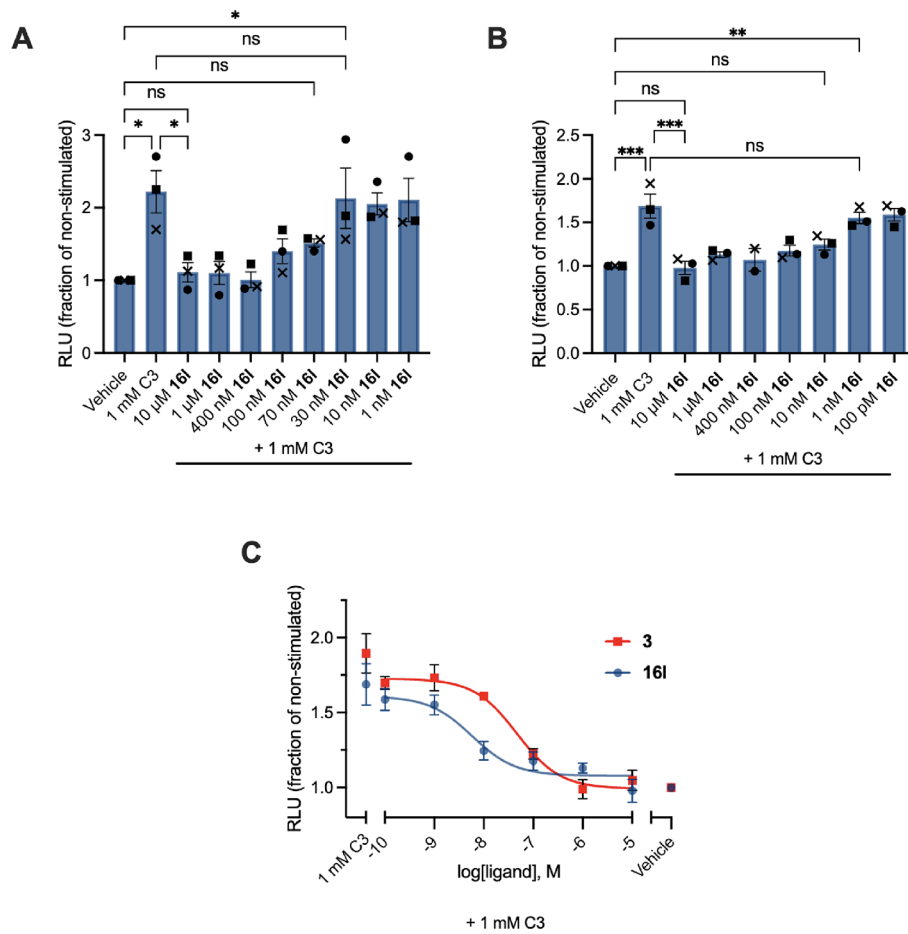 A
*
ns
ns
ns
* *
RLU (fraction of non-stimulated)
3
2
1
0
Vehicle
1 mM C3
10 µM 16l
1 µM 16l
400 nM 16l
100 nM 16l
70 nM 16l
30 nM 16l
10 nM 16l
1 nM 16l
+ 1 mM C3
B
**
ns
ns
***
*** ns
RLU (fraction of non-stimulated)
2.5
2.0
1.5
1.0
0.5
0.0
Vehicle
1 mM C3
10 µM 16l
1 µM 16l
400 nM 16l
100 nM 16l
10 nM 16l
1 nM 16l
100 pM 16l
+ 1 mM C3
C
RLU (fraction of non-stimulated)
2.0
1.5
1.0
3
16l
1 mM C3
-10
-9
-8
-7
-6
-5
Vehicle
log[ligand], M
+ 1 mM C3